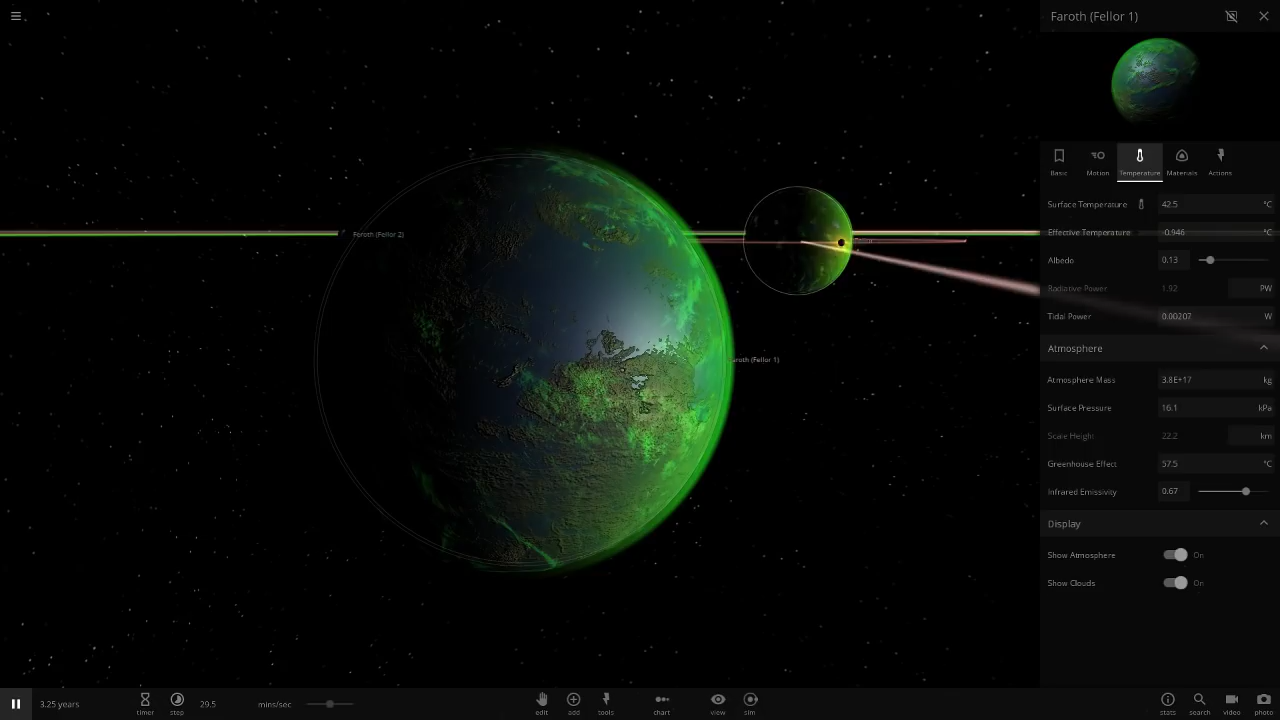 Faroth (Fellor 1)
Basic Motion Temperature Materials Actions
Surface Temperature 42.5 °C
Effective Temperature -0.946 °C
Albedo 0.13
Radiative Power 1.92 PW
Tidal Power 0.00207 W
Atmosphere
Atmosphere Mass 3.8E+17 kg
Surface Pressure 16.1 kPa
Scale Height 22.2 km
Greenhouse Effect 57.5 °C
Infrared Emissivity 0.67
Display
Show Atmosphere On
Show Clouds On
Faroth (Fellor 2)
aroth (Fellor 1)
3.25 years timer step 29.5 mins/sec edit add tools chart view sim stats search video photo